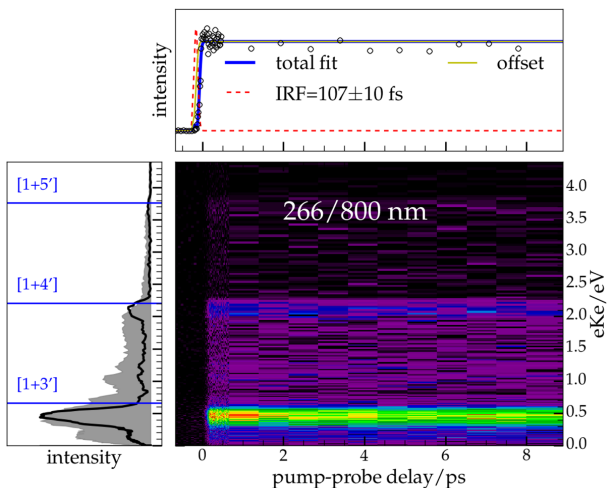 intensity
total fit
offset
IRF=107±10 fs
[1+5′]
[1+4′]
[1+3′]
intensity
266/800 nm
4.0
3.5
3.0
2.5
2.0
1.5
1.0
0.5
0.0
eKe/eV
0 2 4 6 8
pump-probe delay/ps